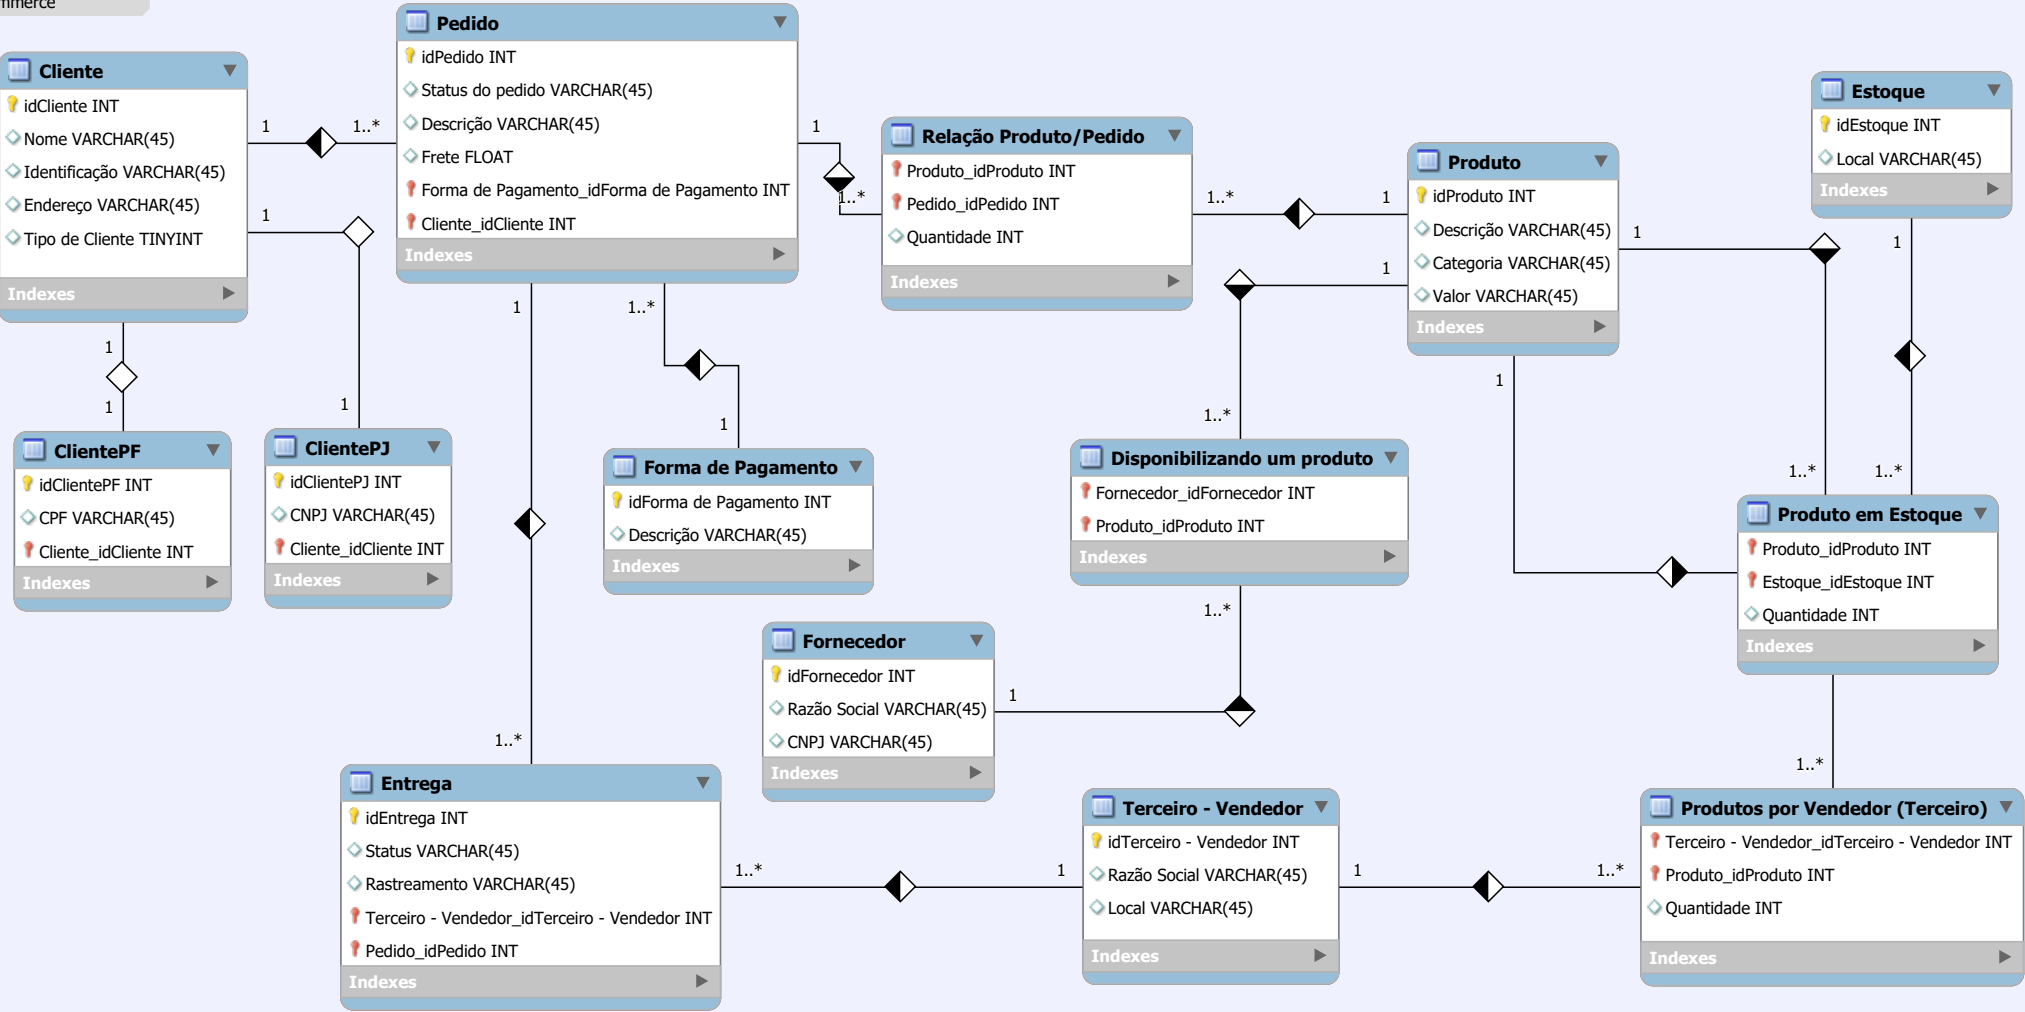 Pedido
idPedido INT
Status do pedido VARCHAR(45)
Descrição VARCHAR(45)
Frete FLOAT
Forma de Pagamento_idForma de Pagamento INT
Cliente_idCliente INT
Indexes
Cliente
idCliente INT
Nome VARCHAR(45)
Identificação VARCHAR(45)
Endereço VARCHAR(45)
Tipo de Cliente TINYINT
Indexes
1
1..*
1
1
1
1
1..*
1
1..*
1..*
1
Relação Produto/Pedido
Produto_idProduto INT
Pedido_idPedido INT
Quantidade INT
Indexes
Produto
idProduto INT
Descrição VARCHAR(45)
Categoria VARCHAR(45)
Valor VARCHAR(45)
Indexes
Estoque
idEstoque INT
Local VARCHAR(45)
Indexes
1
1
1
1
1
1..*
1
1..*
1..*
1..*
ClientePF
idClientePF INT
CPF VARCHAR(45)
Cliente_idCliente INT
Indexes
ClientePJ
idClientePJ INT
CNPJ VARCHAR(45)
Cliente_idCliente INT
Indexes
Forma de Pagamento
idForma de Pagamento INT
Descrição VARCHAR(45)
Indexes
Disponibilizando um produto
Fornecedor_idFornecedor INT
Produto_idProduto INT
Indexes
Produto em Estoque
Produto_idProduto INT
Estoque_idEstoque INT
Quantidade INT
Indexes
1..*
Fornecedor
idFornecedor INT
Razão Social VARCHAR(45)
CNPJ VARCHAR(45)
Indexes
1
1..*
1..*
Entrega
idEntrega INT
Status VARCHAR(45)
Rastreamento VARCHAR(45)
Terceiro - Vendedor_idTerceiro - Vendedor INT
Pedido_idPedido INT
Indexes
1..*
1
Terceiro - Vendedor
idTerceiro - Vendedor INT
Razão Social VARCHAR(45)
Local VARCHAR(45)
Indexes
1
1..*
Produtos por Vendedor (Terceiro)
Terceiro - Vendedor_idTerceiro - Vendedor INT
Produto_idProduto INT
Quantidade INT
Indexes